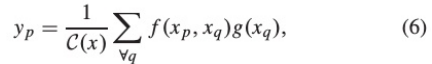 y_p = \frac{1}{\mathcal{C}(x)} \sum_{\forall q} f(x_p, x_q) g(x_q), (6)